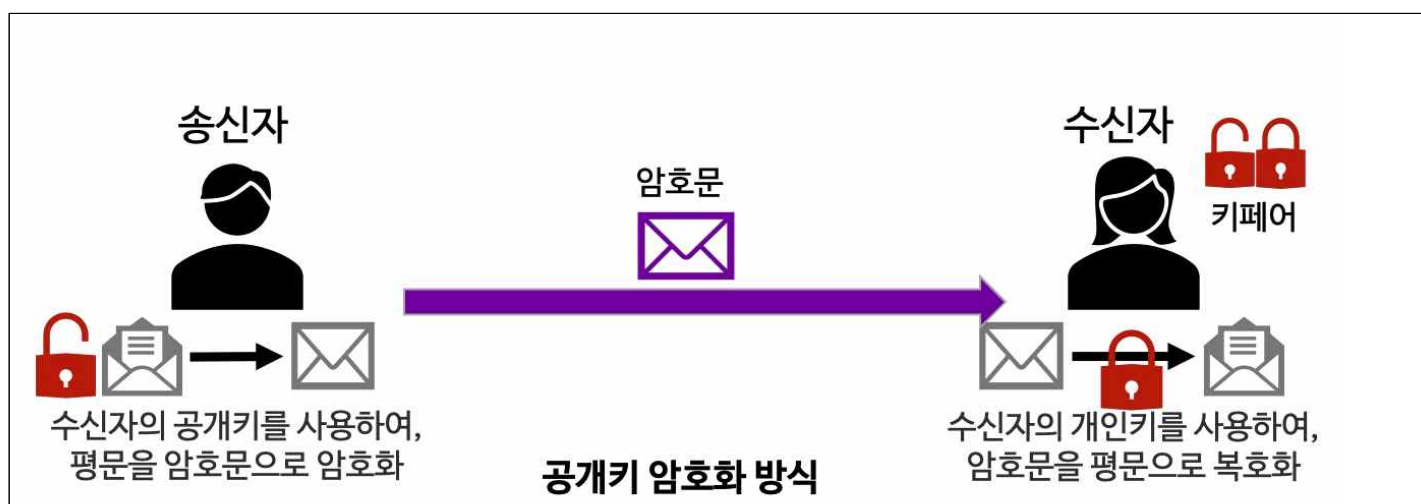 송신자
수신자
키페어
암호문
수신자의 공개키를 사용하여,
평문을 암호문으로 암호화
수신자의 개인키를 사용하여,
암호문을 평문으로 복호화
공개키 암호화 방식